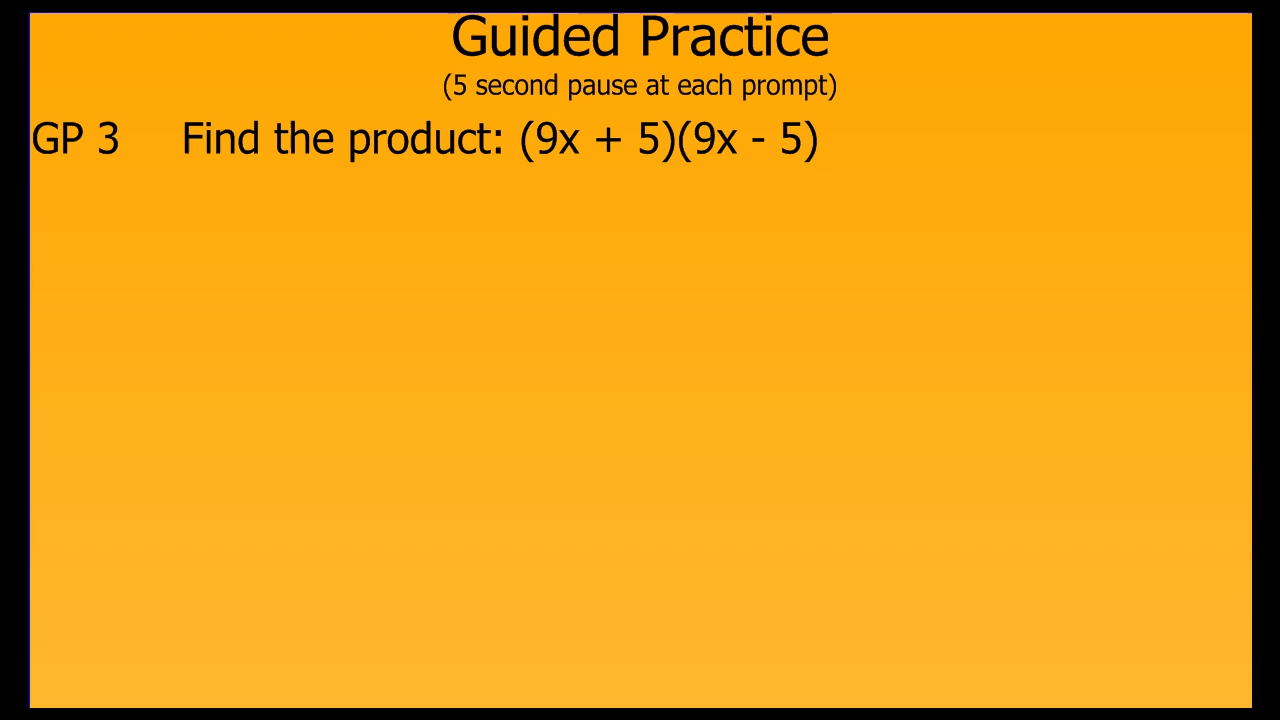 Guided Practice
(5 second pause at each prompt)
GP 3 Find the product: (9x + 5)(9x - 5)